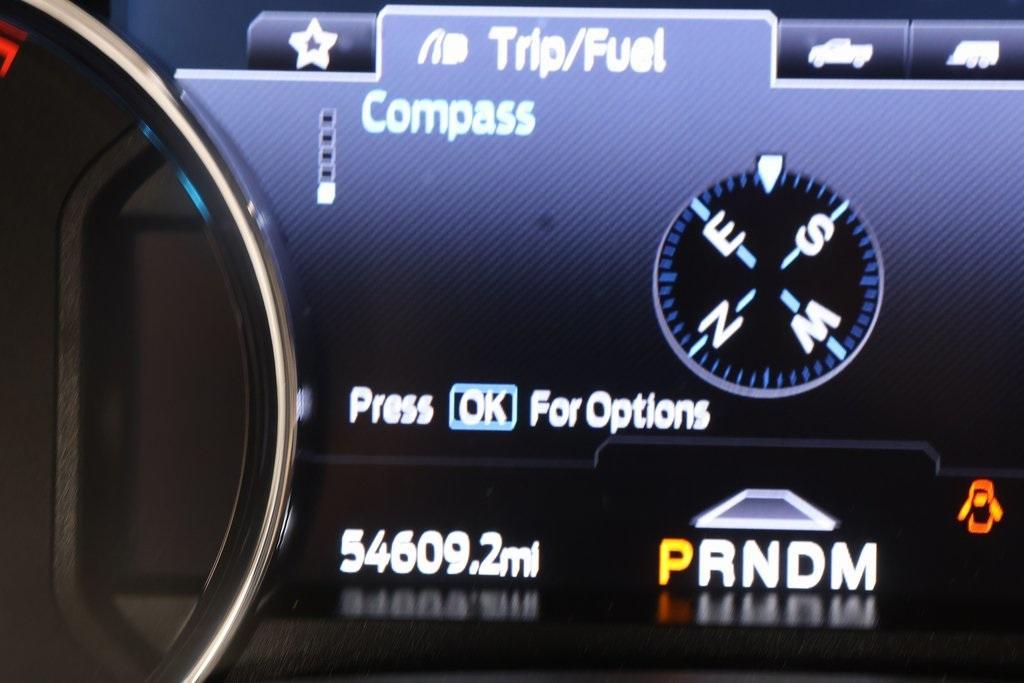 Trip/Fuel
Compass
E S
N W
Press OK For Options
54609.2mi
PRNDM